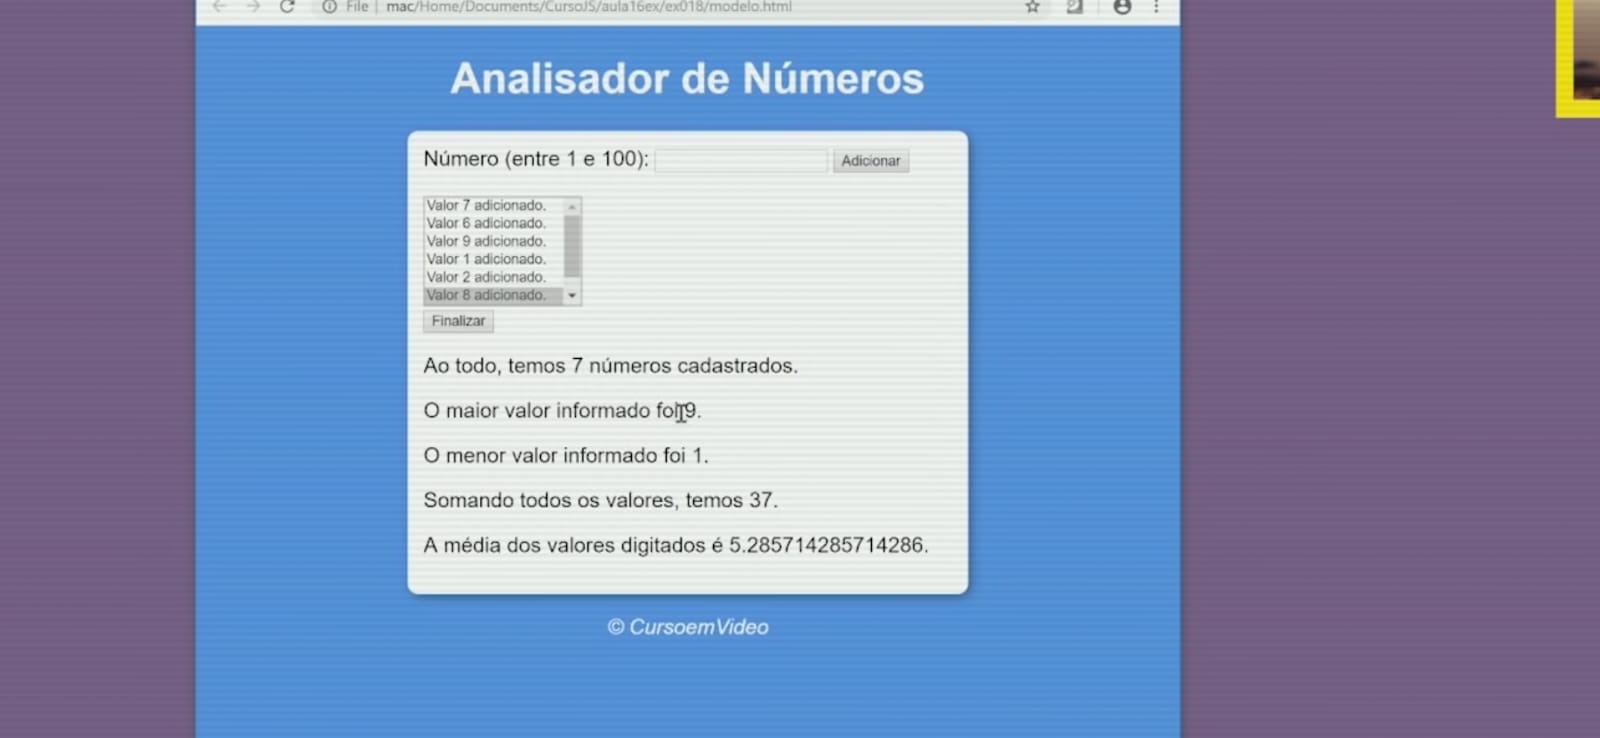 File | mac/Home/Documents/CursoJS/aula16ex/ex018/modelo.html
Analisador de Números
Número (entre 1 e 100): Adicionar
Valor 7 adicionado.
Valor 6 adicionado.
Valor 9 adicionado.
Valor 1 adicionado.
Valor 2 adicionado.
Valor 8 adicionado.
Finalizar
Ao todo, temos 7 números cadastrados.
O maior valor informado foi 9.
O menor valor informado foi 1.
Somando todos os valores, temos 37.
A média dos valores digitados é 5.285714285714286.
© CursoemVideo